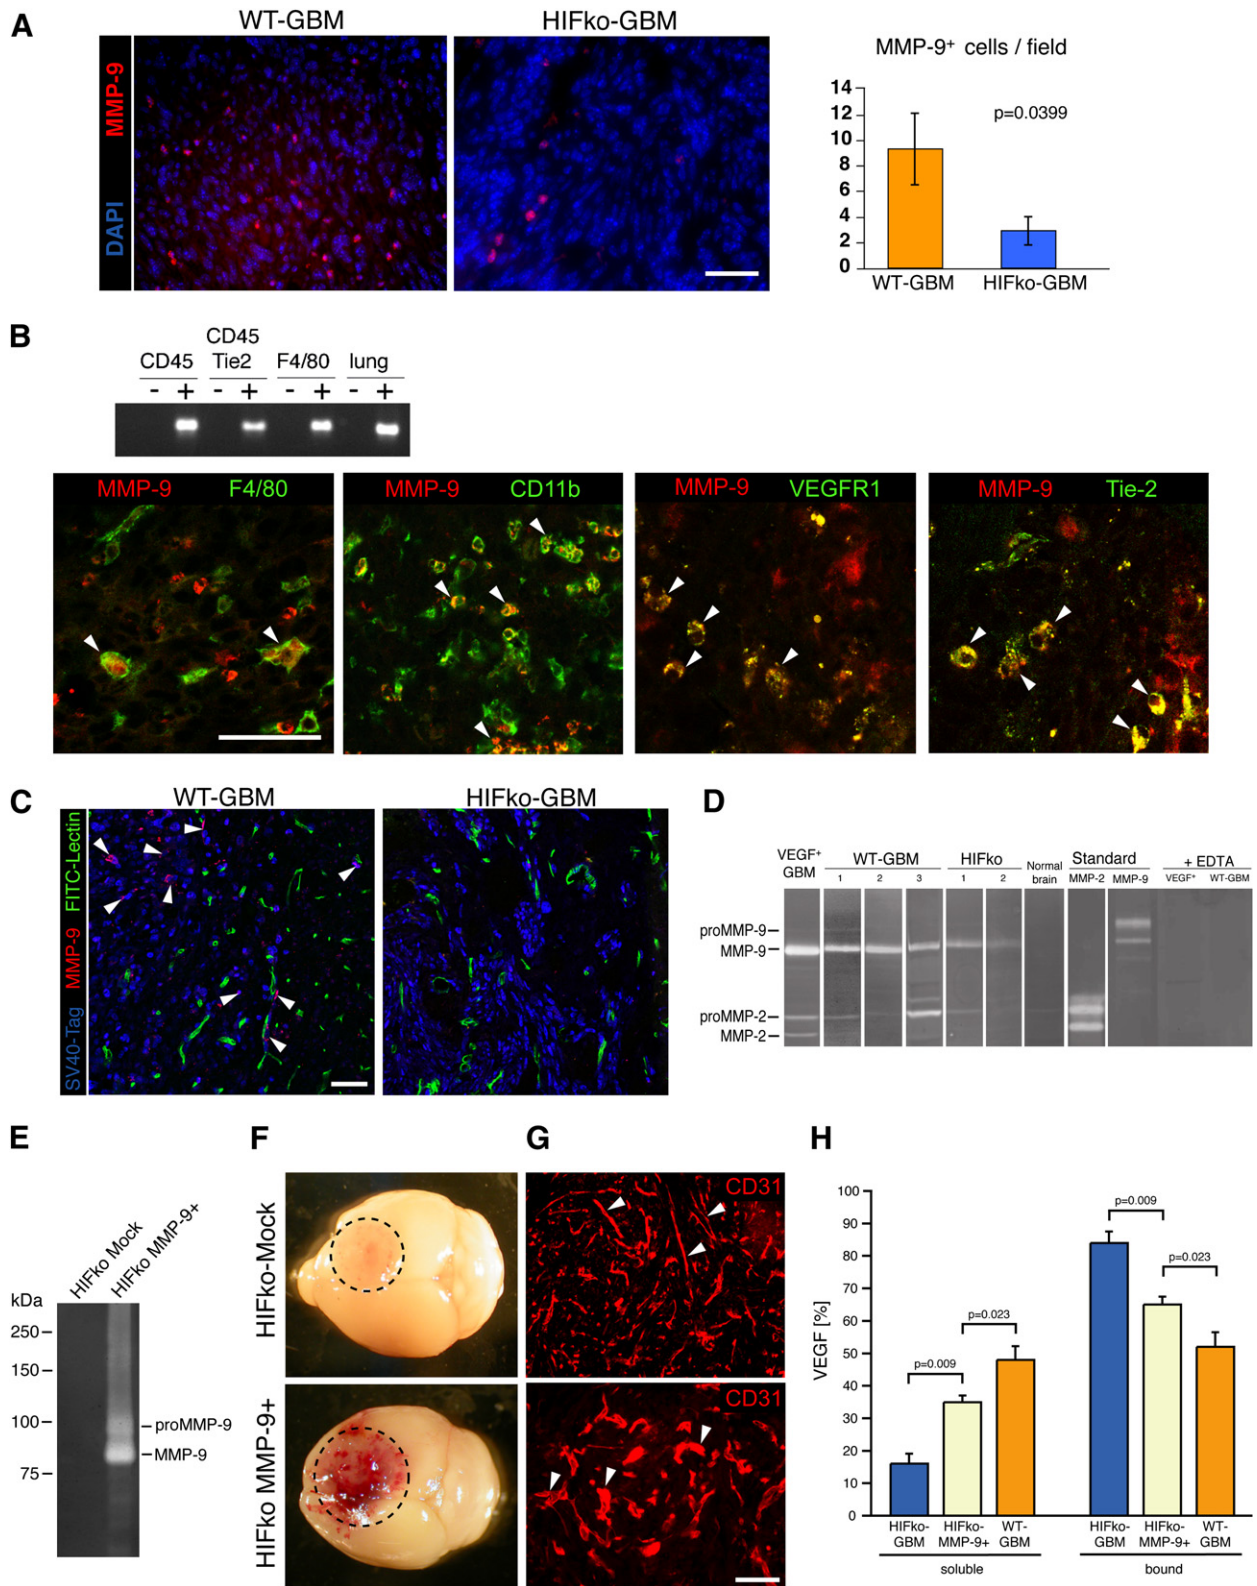 A
WT-GBM
HIFko-GBM
DAPI MMP-9
MMP-9+ cells / field
14
12
10
8
6
4
2
0
p=0.0399
WT-GBM HIFko-GBM
B
CD45 CD45 Tie2 F4/80 lung
- + - + - + - +
MMP-9 F4/80
MMP-9 CD11b
MMP-9 VEGFR1
MMP-9 Tie-2
C
WT-GBM
HIFko-GBM
SV40-Tag MMP-9 FITC-Lectin
D
VEGF+ GBM
WT-GBM
1 2 3
HIFko
1 2
Normal brain
Standard
MMP-2 MMP-9
+ EDTA
VEGF+ WT-GBM
proMMP-9
MMP-9
proMMP-2
MMP-2
E
HIFko Mock
HIFko MMP-9+
kDa
250
150
100
75
proMMP-9
MMP-9
F
HIFko-Mock
HIFko MMP-9+
G
CD31
CD31
H
VEGF [%]
100
90
80
70
60
50
40
30
20
10
0
p=0.009
p=0.023
p=0.009
p=0.023
HIFko-GBM HIFko-MMP-9+ WT-GBM
soluble
HIFko-GBM HIFko-MMP-9+ WT-GBM
bound